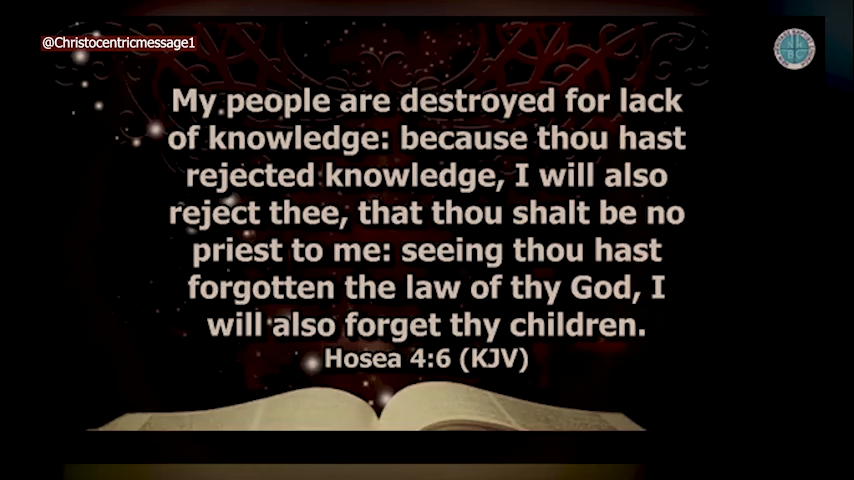 @Christocentricmessage1
My people are destroyed for lack
of knowledge: because thou hast
rejected knowledge, I will also
reject thee, that thou shalt be no
priest to me: seeing thou hast
forgotten the law of thy God, I
will also forget thy children.
Hosea 4:6 (KJV)